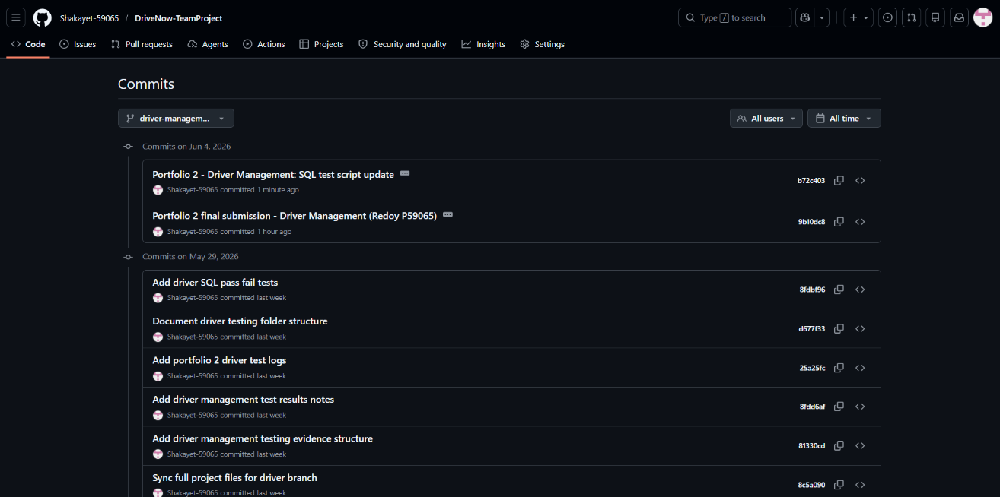 Shakayet-59065 / DriveNow-TeamProject
Type / to search
Code Issues Pull requests Agents Actions Projects Security and quality Insights Settings
Commits
driver-managem...
All users
All time
Commits on Jun 4, 2026
Portfolio 2 - Driver Management: SQL test script update
Shakayet-59065 committed 1 minute ago
b72c403
Portfolio 2 final submission - Driver Management (Redoy P59065)
Shakayet-59065 committed 1 hour ago
9b10dc8
Commits on May 29, 2026
Add driver SQL pass fail tests
Shakayet-59065 committed last week
8fdbf96
Document driver testing folder structure
Shakayet-59065 committed last week
d677f33
Add portfolio 2 driver test logs
Shakayet-59065 committed last week
25a25fc
Add driver management test results notes
Shakayet-59065 committed last week
8fdd6af
Add driver management testing evidence structure
Shakayet-59065 committed last week
81330cd
Sync full project files for driver branch
Shakayet-59065 committed last week
8c5a090